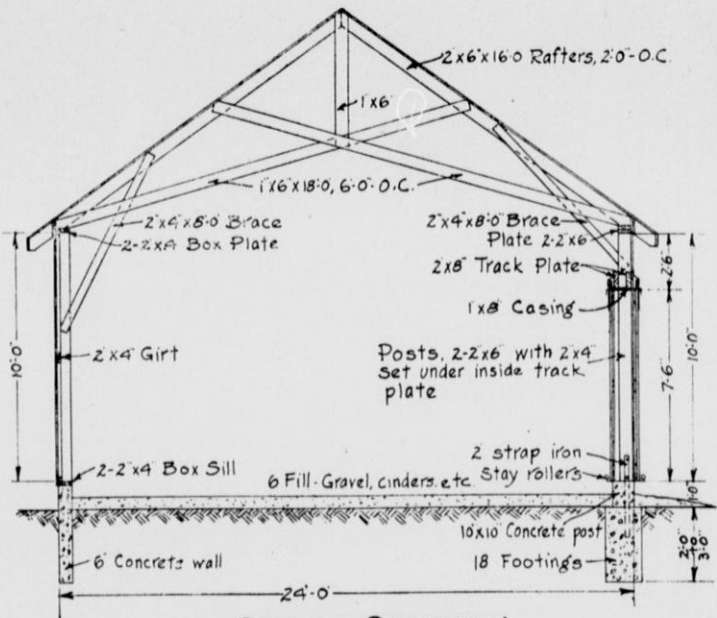 2"x6"x16'-0 Rafters, 2'-0"-O.C.
1"x6"
1"x6"x18'-0, 6'-0"-O.C.
2"x4"x8'-0 Brace
2-2"x4" Box Plate
2"x4"x8'-0 Brace
Plate 2-2"x6"
2"x8" Track Plate
1"x8" Casing
2'-6"
10'-0"
2"x4" Girt
Posts, 2-2"x6" with 2"x4"
set under inside track
plate
7'-6"
10'-0"
2-2"x4" Box Sill
2" strap iron
Stay rollers
6" Fill-Gravel, cinders, etc.
1'-0"
10"x10" Concrete post
6" Concrete wall
18" Footings
2'-0"
3'-0"
24'-0"